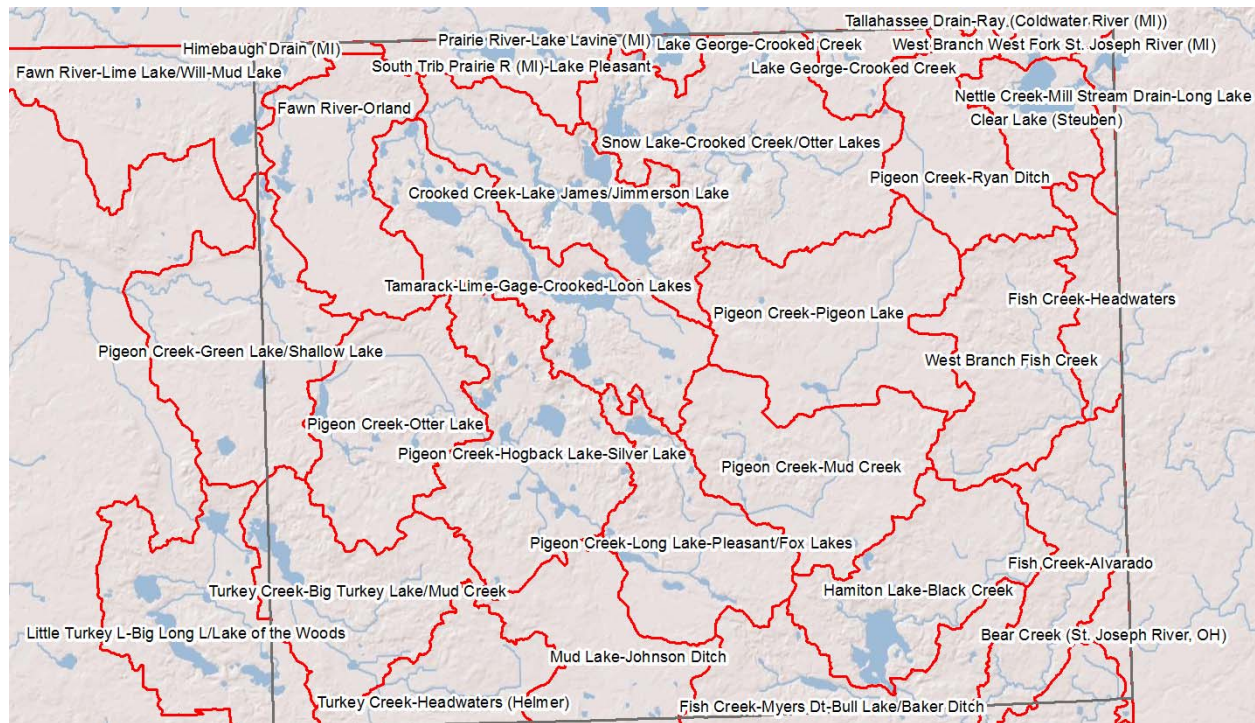 Tallahassee Drain-Ray (Coldwater River (MI))
Himebaugh Drain (MI)
Prairie River-Lake Lavine (MI)
Lake George-Crooked Creek
West Branch West Fork St. Joseph River (MI)
Fawn River-Lime Lake/Will-Mud Lake
South Trib Prairie R (MI)-Lake Pleasant
Lake George-Crooked Creek
Nettle Creek-Mill Stream Drain-Long Lake
Fawn River-Orland
Clear Lake (Steuben)
Snow Lake-Crooked Creek/Otter Lakes
Pigeon Creek-Ryan Ditch
Crooked Creek-Lake James/Jimmerson Lake
Tamarack-Lime-Gage-Crooked-Loon Lakes
Fish Creek-Headwaters
Pigeon Creek-Pigeon Lake
Pigeon Creek-Green Lake/Shallow Lake
West Branch Fish Creek
Pigeon Creek-Otter Lake
Pigeon Creek-Hogback Lake-Silver Lake
Pigeon Creek-Mud Creek
Pigeon Creek-Long Lake-Pleasant/Fox Lakes
Fish Creek-Alvarado
Turkey Creek-Big Turkey Lake/Mud Creek
Hamiton Lake-Black Creek
Little Turkey L-Big Long L/Lake of the Woods
Bear Creek (St. Joseph River, OH)
Mud Lake-Johnson Ditch
Turkey Creek-Headwaters (Helmer)
Fish Creek-Myers Dt-Bull Lake/Baker Ditch